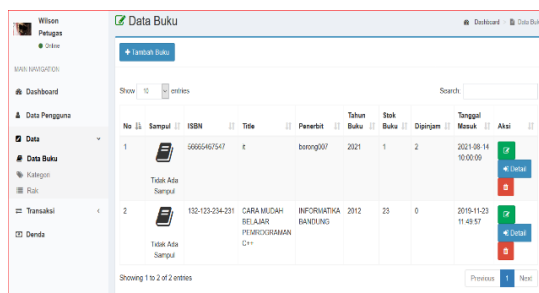 Wilson
Petugas
Online
Data Buku
Dashboard
Data Buku
MAIN NAVIGATION
Dashboard
Data Pengguna
Data
Data Buku
Kategori
Rak
Transaksi
Denda
+ Tambah Buku
Show 10 entries
Search:
No Sampul ISBN Title Penerbit Tahun Buku Stok Buku Dipinjam Tanggal Masuk Aksi
1 Tidak Ada Sampul 56665467547 it borong007 2021 1 2 2021-08-14 10:00:09 Detail
2 Tidak Ada Sampul 132-123-234-231 CARA MUDAH BELAJAR PEMROGRAMAN C++ INFORMATIKA BANDUNG 2012 23 0 2019-11-23 11:49:57 Detail
Showing 1 to 2 of 2 entries
Previous 1 Next